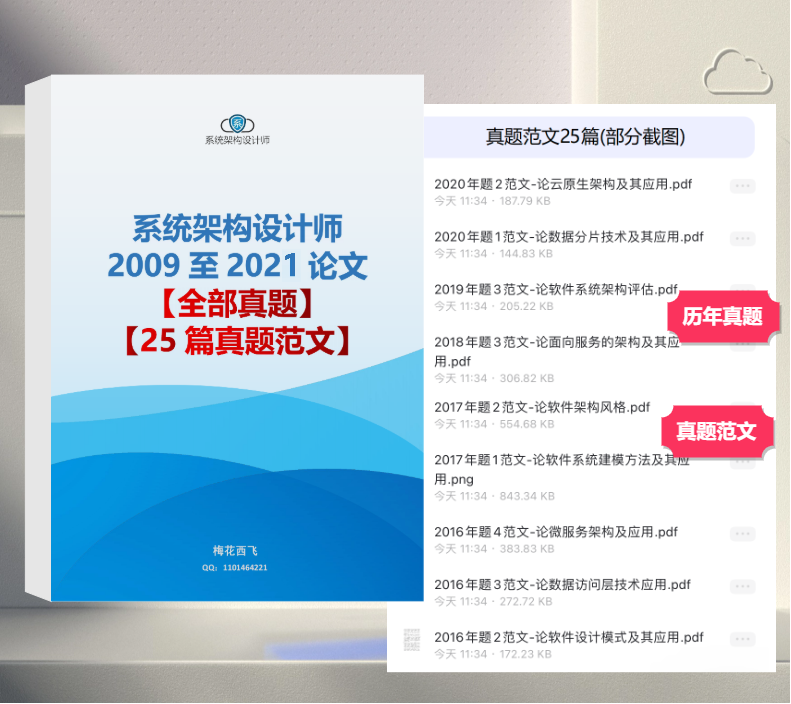 系统架构设计师
系统架构设计师
2009 至 2021 论文
【全部真题】
【25 篇真题范文】
梅花西飞
QQ：1101464221
真题范文25篇(部分截图)
2020年题2范文-论云原生架构及其应用.pdf
今天 11:34 · 187.79 KB
2020年题1范文-论数据分片技术及其应用.pdf
今天 11:34 · 144.83 KB
2019年题3范文-论软件系统架构评估.pdf
今天 11:34 · 205.22 KB
历年真题
2018年题3范文-论面向服务的架构及其应
用.pdf
今天 11:34 · 306.82 KB
2017年题2范文-论软件架构风格.pdf
今天 11:34 · 554.68 KB
真题范文
2017年题1范文-论软件系统建模方法及其应
用.png
今天 11:34 · 843.34 KB
2016年题4范文-论微服务架构及应用.pdf
今天 11:34 · 383.83 KB
2016年题3范文-论数据访问层技术应用.pdf
今天 11:34 · 272.72 KB
2016年题2范文-论软件设计模式及其应用.pdf
今天 11:34 · 172.23 KB